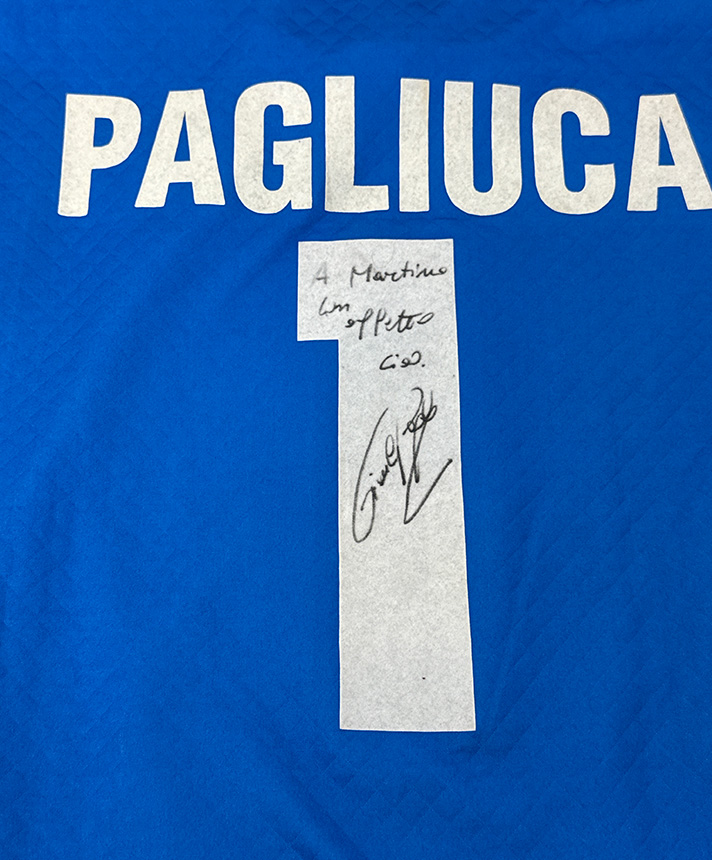 PAGLIUCA
1
A Martino
con
affetto
ciao.